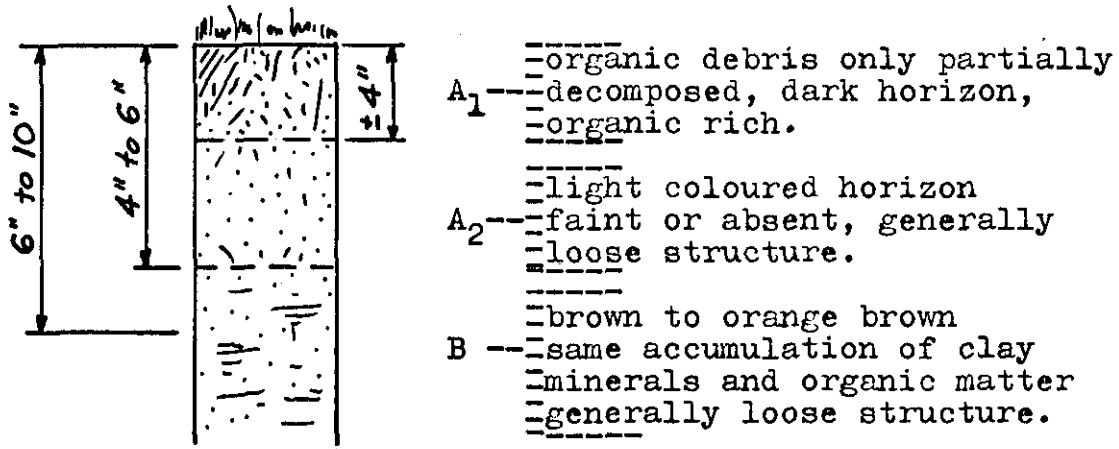 6" to 10"
4" to 6"
± 4"
A1 organic debris only partially
decomposed, dark horizon,
organic rich.
A2 light coloured horizon
faint or absent, generally
loose structure.
B brown to orange brown
same accumulation of clay
minerals and organic matter
generally loose structure.